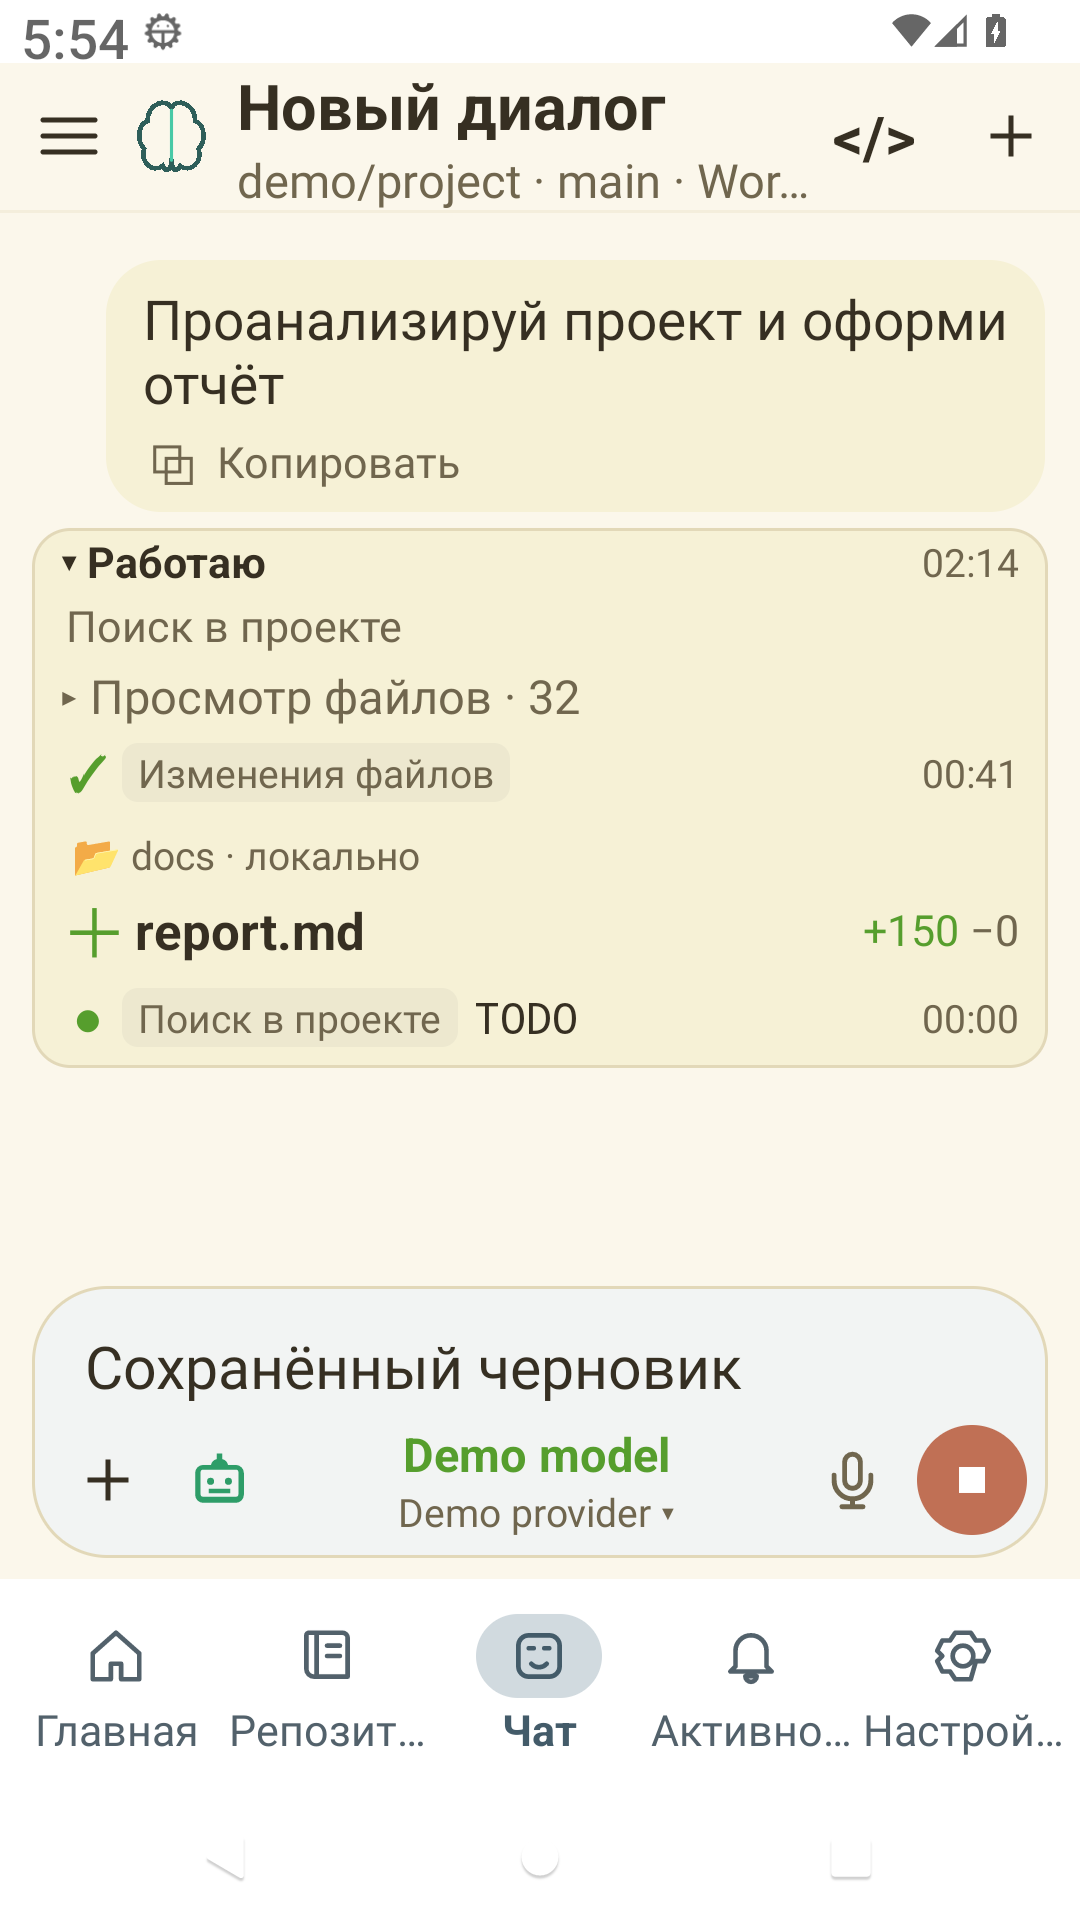 5:54
Новый диалог
demo/project · main · Wor...
</>
Проанализируй проект и оформи
отчёт
Копировать
▾ Работаю 02:14
Поиск в проекте
▸ Просмотр файлов · 32
✓ Изменения файлов 00:41
docs · локально
report.md +150 −0
Поиск в проекте TODO 00:00
Сохранённый черновик
Demo model
Demo provider ▾
Главная Репозит... Чат Активно... Настрой...